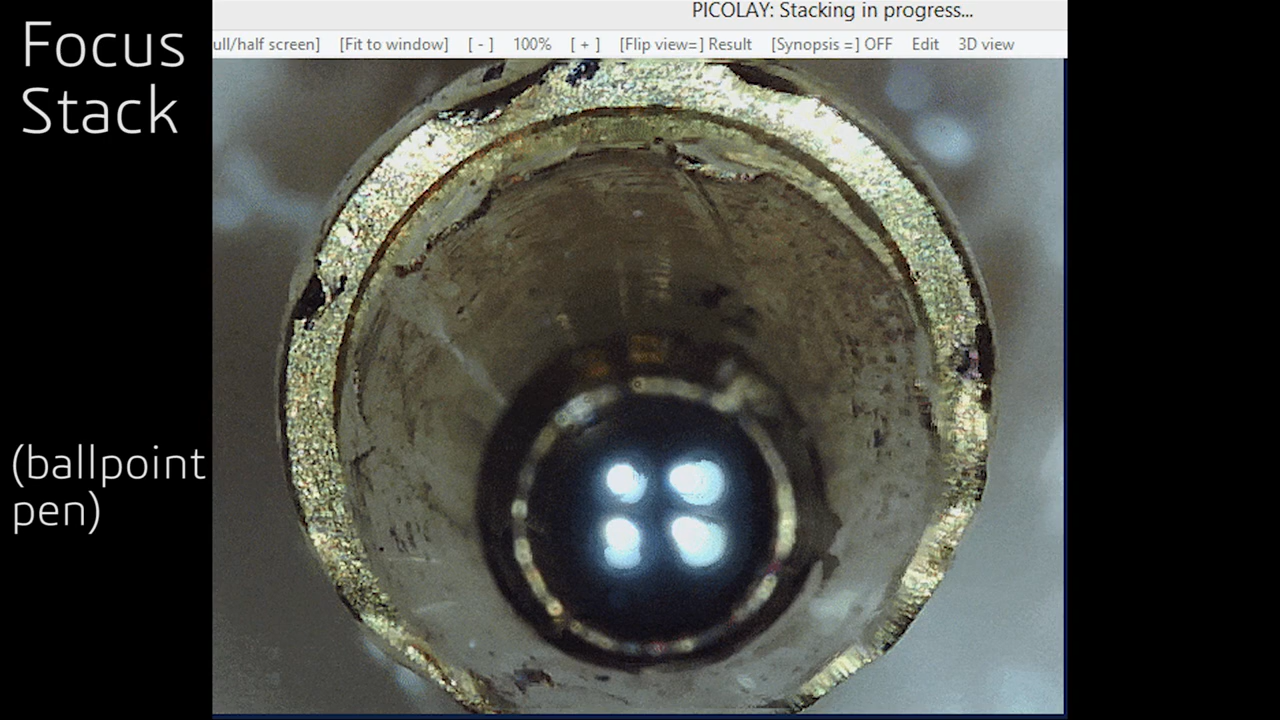 Focus
Stack
PICOLAY: Stacking in progress...
ull/half screen] [Fit to window] [ - ] 100% [ + ] [Flip view=] Result [Synopsis =] OFF Edit 3D view
(ballpoint
pen)